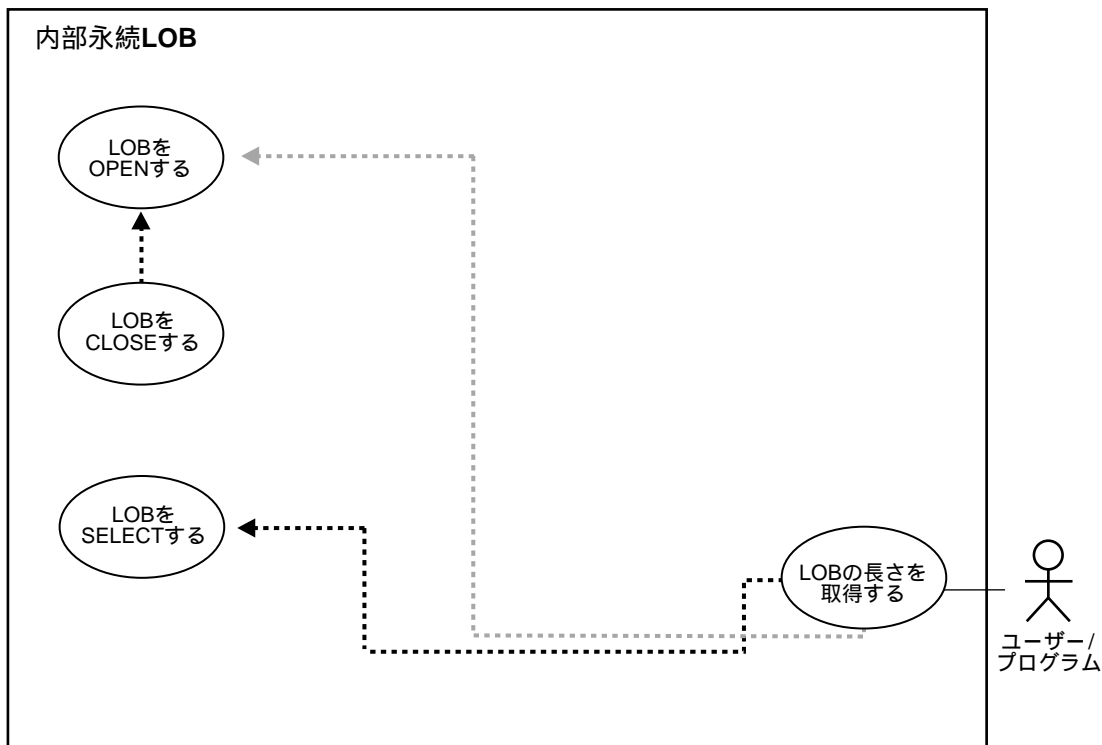 内部永続LOB
LOBを
OPENする
LOBを
CLOSEする
LOBを
SELECTする
LOBの長さを
取得する
ユーザー/
プログラム